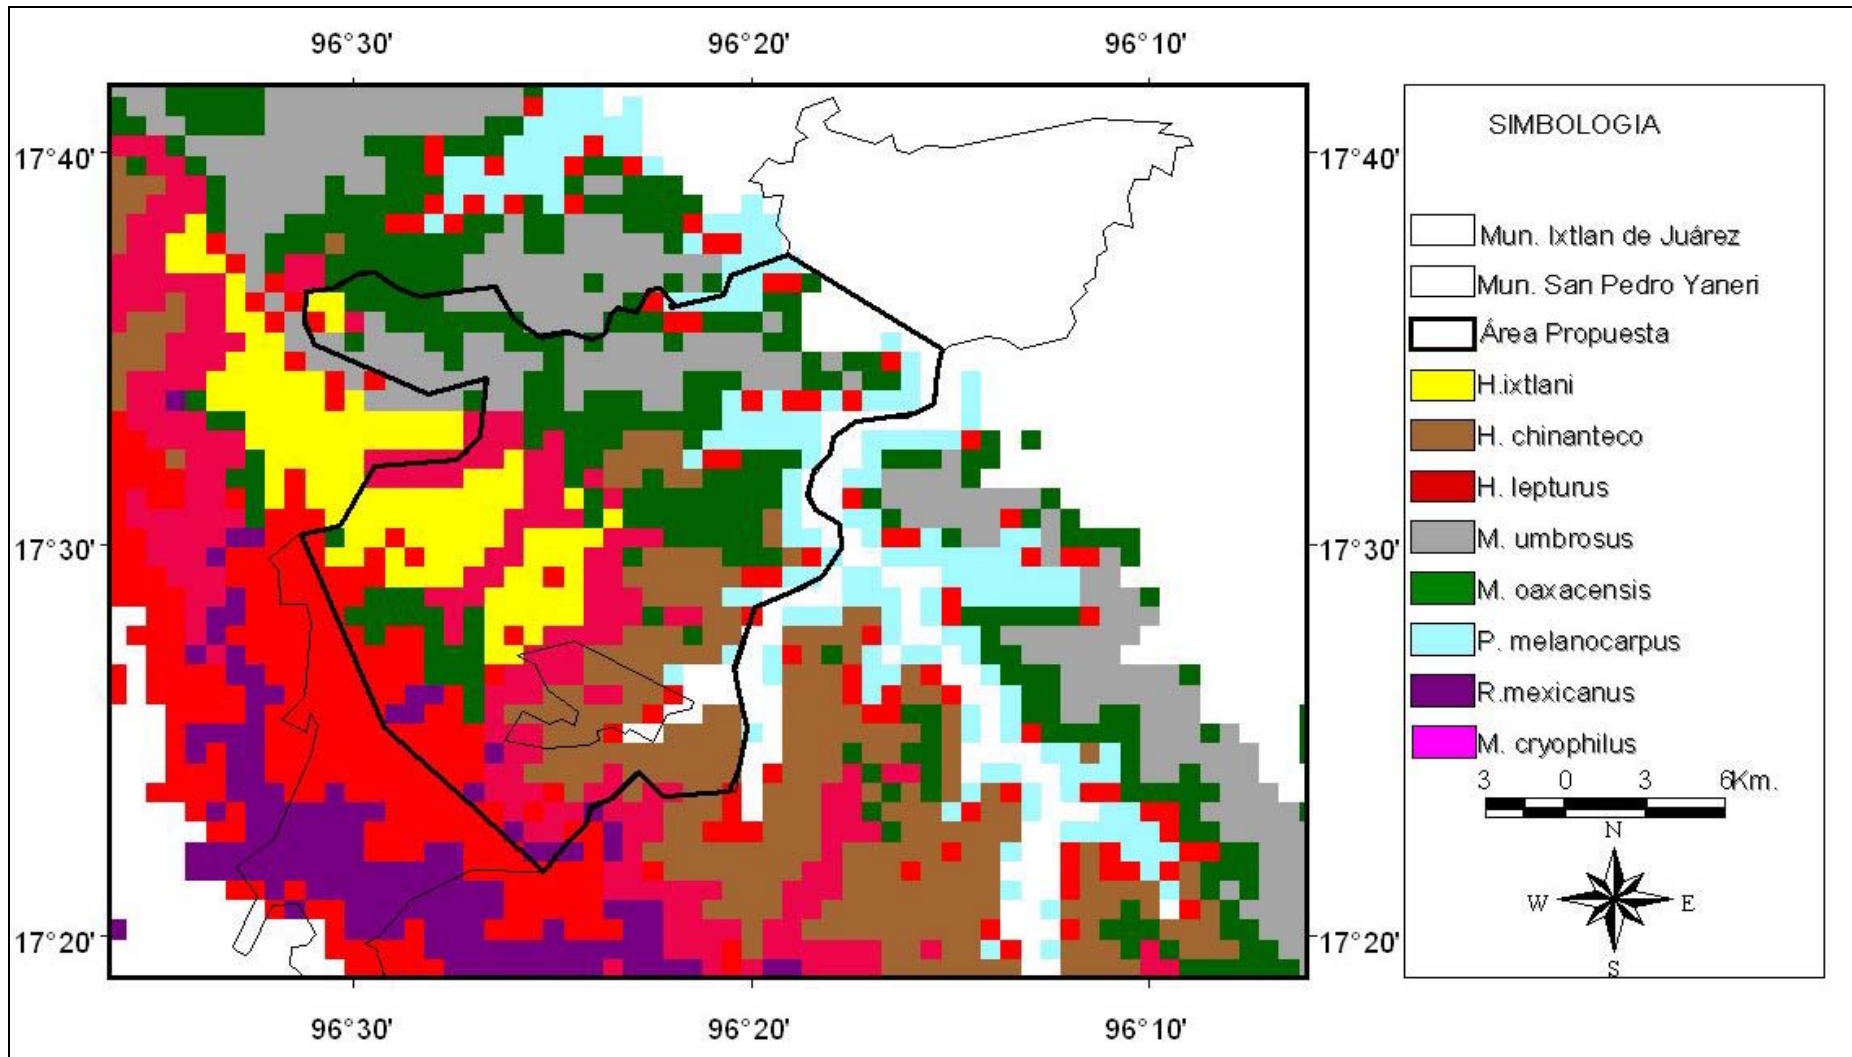 96°30' 96°20' 96°10'
17°40' 17°40'
17°30' 17°30'
17°20' 17°20'
96°30' 96°20' 96°10'
SIMBOLOGIA
Mun. Ixtlan de Juárez
Mun. San Pedro Yaneri
Área Propuesta
H.ixtlani
H. chinanteco
H. lepturus
M. umbrosus
M. oaxacensis
P. melanocarpus
R.mexicanus
M. cryophilus
3 0 3 6Km.
N
W E
S